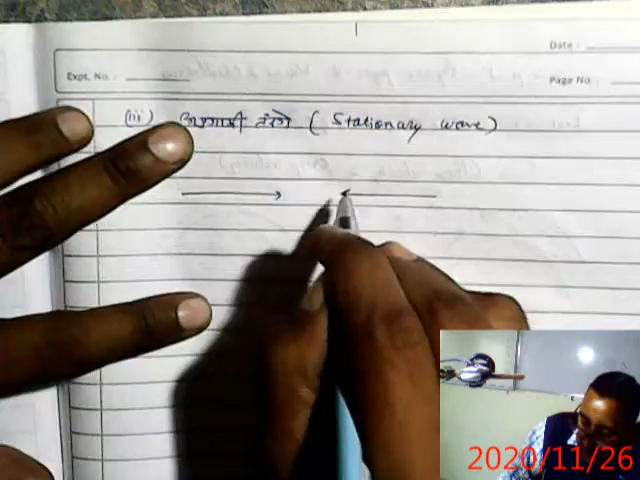 Date :
Expt. No. :
Page No.
(iii) अप्रगामी तरंगे ( Stationary wave )
2020/11/26